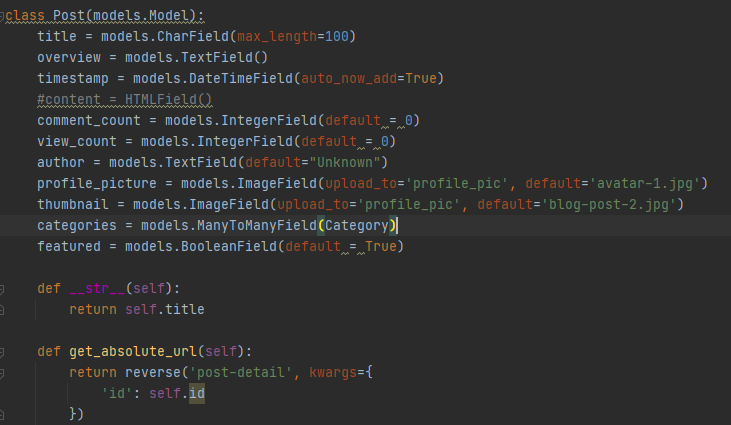 class Post(models.Model):
    title = models.CharField(max_length=100)
    overview = models.TextField()
    timestamp = models.DateTimeField(auto_now_add=True)
    #content = HTMLField()
    comment_count = models.IntegerField(default = 0)
    view_count = models.IntegerField(default = 0)
    author = models.TextField(default="Unknown")
    profile_picture = models.ImageField(upload_to='profile_pic', default='avatar-1.jpg')
    thumbnail = models.ImageField(upload_to='profile_pic', default='blog-post-2.jpg')
    categories = models.ManyToManyField(Category)
    featured = models.BooleanField(default = True)

    def __str__(self):
        return self.title

    def get_absolute_url(self):
        return reverse('post-detail', kwargs={
            'id': self.id
        })